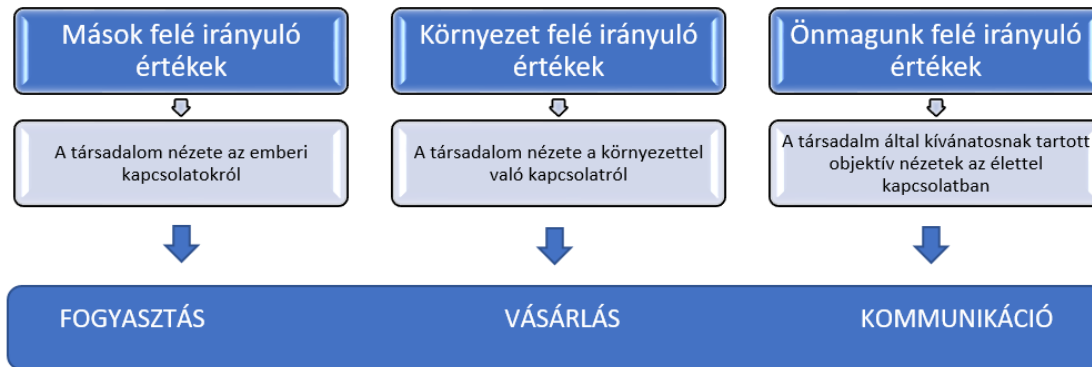 Mások felé irányuló
értékek
A társadalom nézete az emberi
kapcsolatokról
Környezet felé irányuló
értékek
A társadalom nézete a környezettel
való kapcsolatról
Önmagunk felé irányuló
értékek
A társadalm által kívánatosnak tartott
objektív nézetek az élettel
kapcsolatban
FOGYASZTÁS
VÁSÁRLÁS
KOMMUNIKÁCIÓ